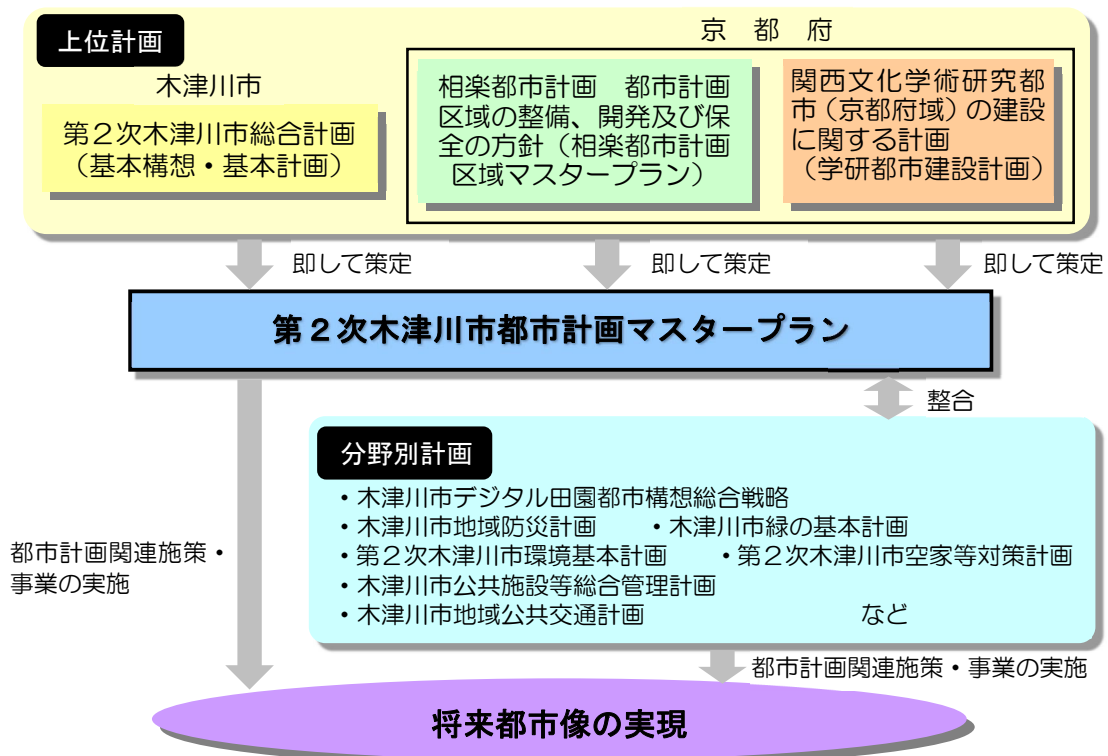 上位計画
木津川市
第２次木津川市総合計画
（基本構想・基本計画）
京　都　府
相楽都市計画　都市計画
区域の整備、開発及び保
全の方針（相楽都市計画
区域マスタープラン）
関西文化学術研究都
市（京都府域）の建設
に関する計画
（学研都市建設計画）
即して策定
即して策定
即して策定
第２次木津川市都市計画マスタープラン
整合
分野別計画
・木津川市デジタル田園都市構想総合戦略
・木津川市地域防災計画　・木津川市緑の基本計画
・第２次木津川市環境基本計画　・第２次木津川市空家等対策計画
・木津川市公共施設等総合管理計画
・木津川市地域公共交通計画　など
都市計画関連施策・
事業の実施
都市計画関連施策・事業の実施
将来都市像の実現